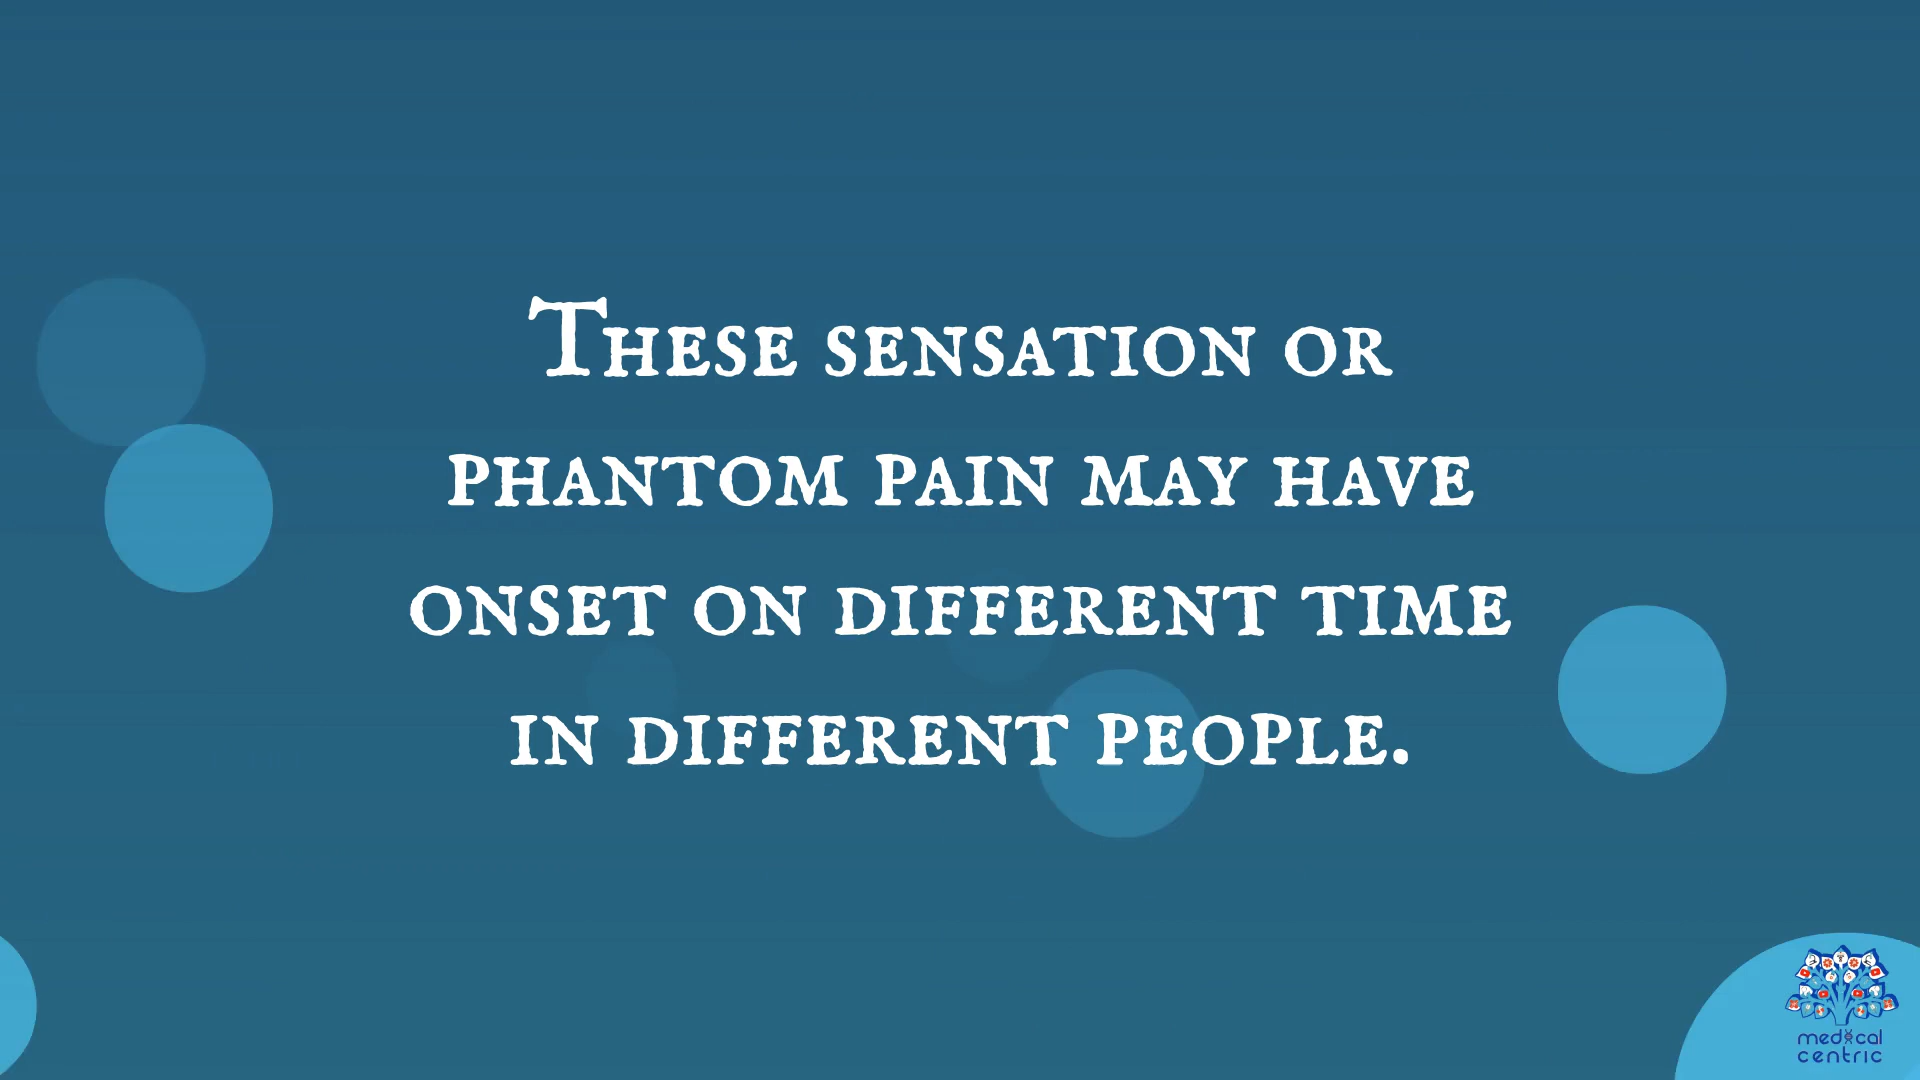 These sensation or
phantom pain may have
onset on different time
in different people.
medical
centric